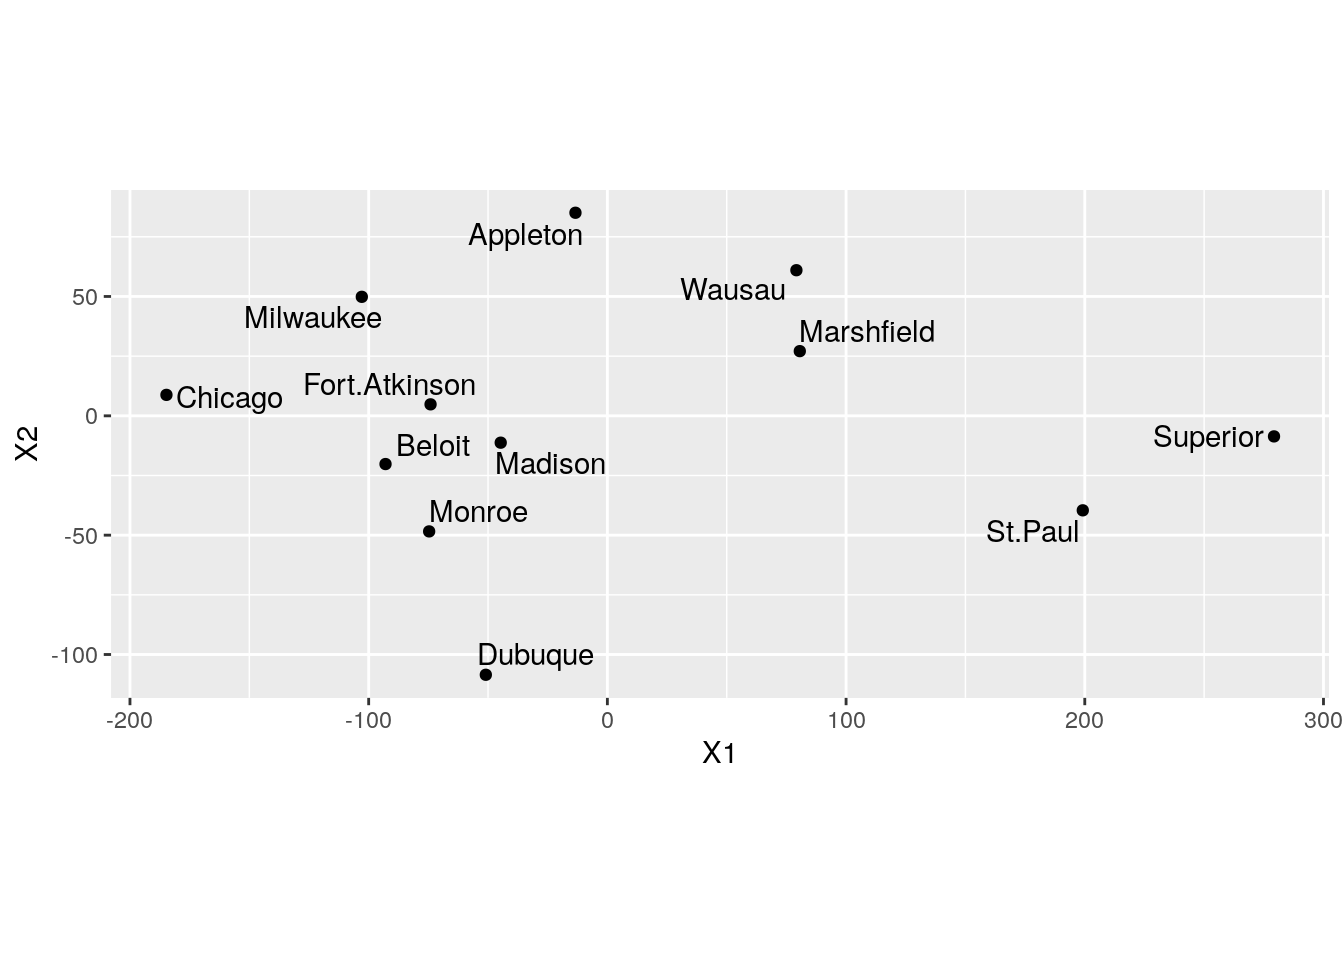 Appleton
Wausau
50
Milwaukee
Marshfield
Fort.Atkinson
Chicago
0
Superior
Beloit
X2
Madison
Monroe
St.Paul
-50
Dubuque
-100
-200 -100 0 100 200 300
X1